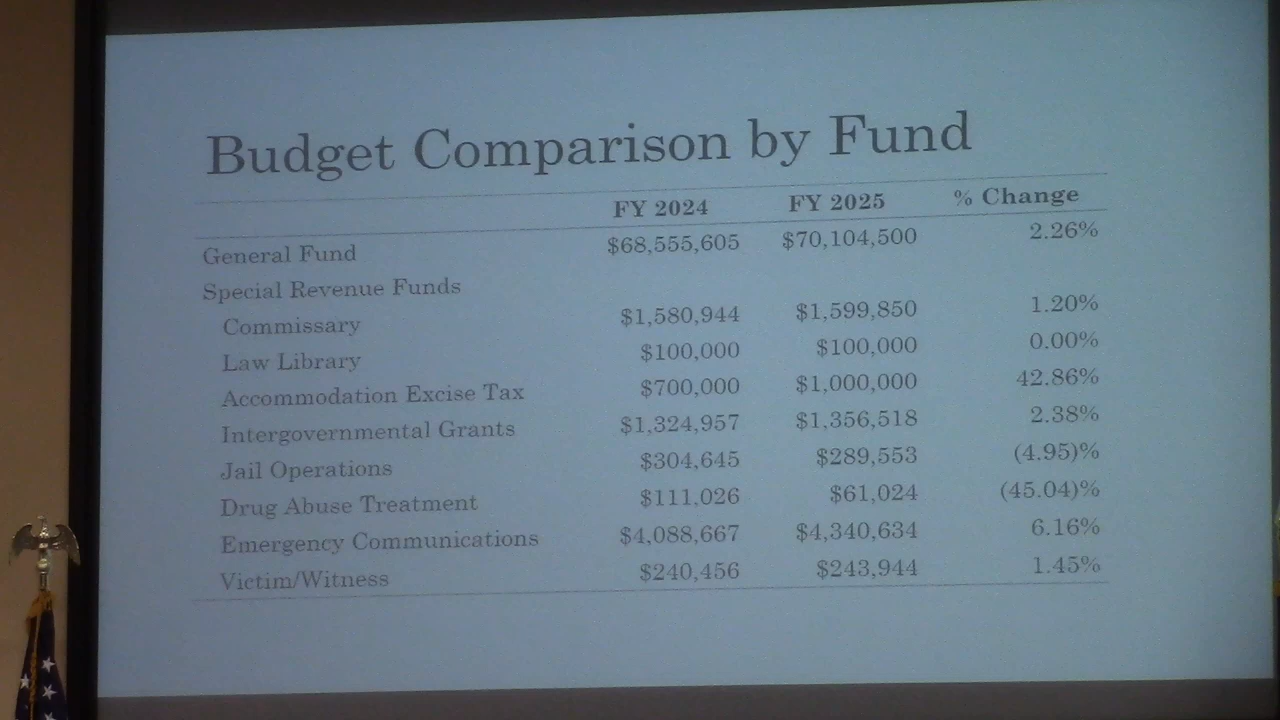 Budget Comparison by Fund
FY 2024 FY 2025 % Change
General Fund $68,555,605 $70,104,500 2.26%
Special Revenue Funds
Commissary $1,580,944 $1,599,850 1.20%
Law Library $100,000 $100,000 0.00%
Accommodation Excise Tax $700,000 $1,000,000 42.86%
Intergovernmental Grants $1,324,957 $1,356,518 2.38%
Jail Operations $304,645 $289,553 (4.95)%
Drug Abuse Treatment $111,026 $61,024 (45.04)%
Emergency Communications $4,088,667 $4,340,634 6.16%
Victim/Witness $240,456 $243,944 1.45%